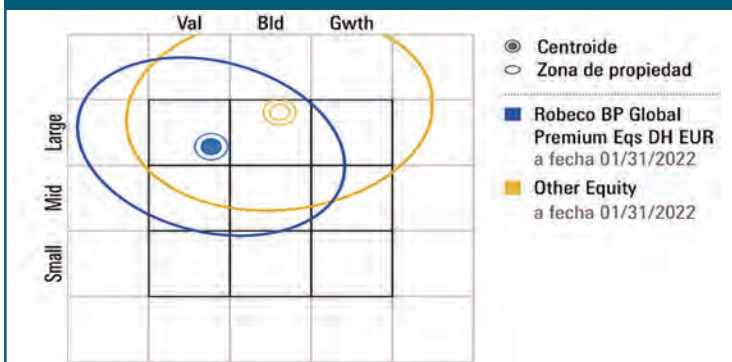 Val Bld Gwth
Large
Mid
Small
Centroide
Zona de propiedad
Robeco BP Global
Premium Eqs DH EUR
a fecha 01/31/2022
Other Equity
a fecha 01/31/2022